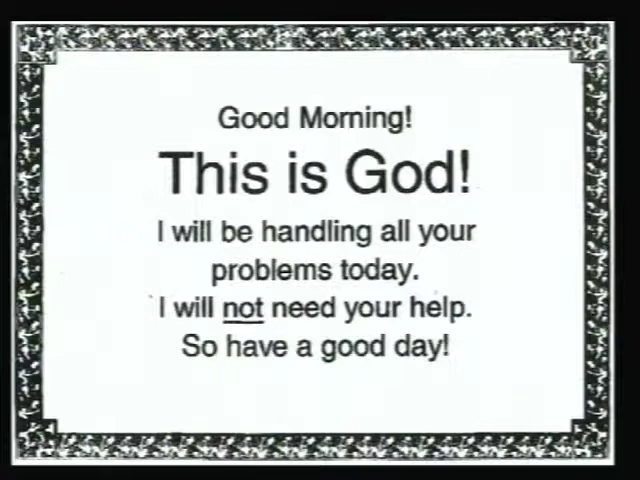 Good Morning!
This is God!
I will be handling all your
problems today.
I will not need your help.
So have a good day!